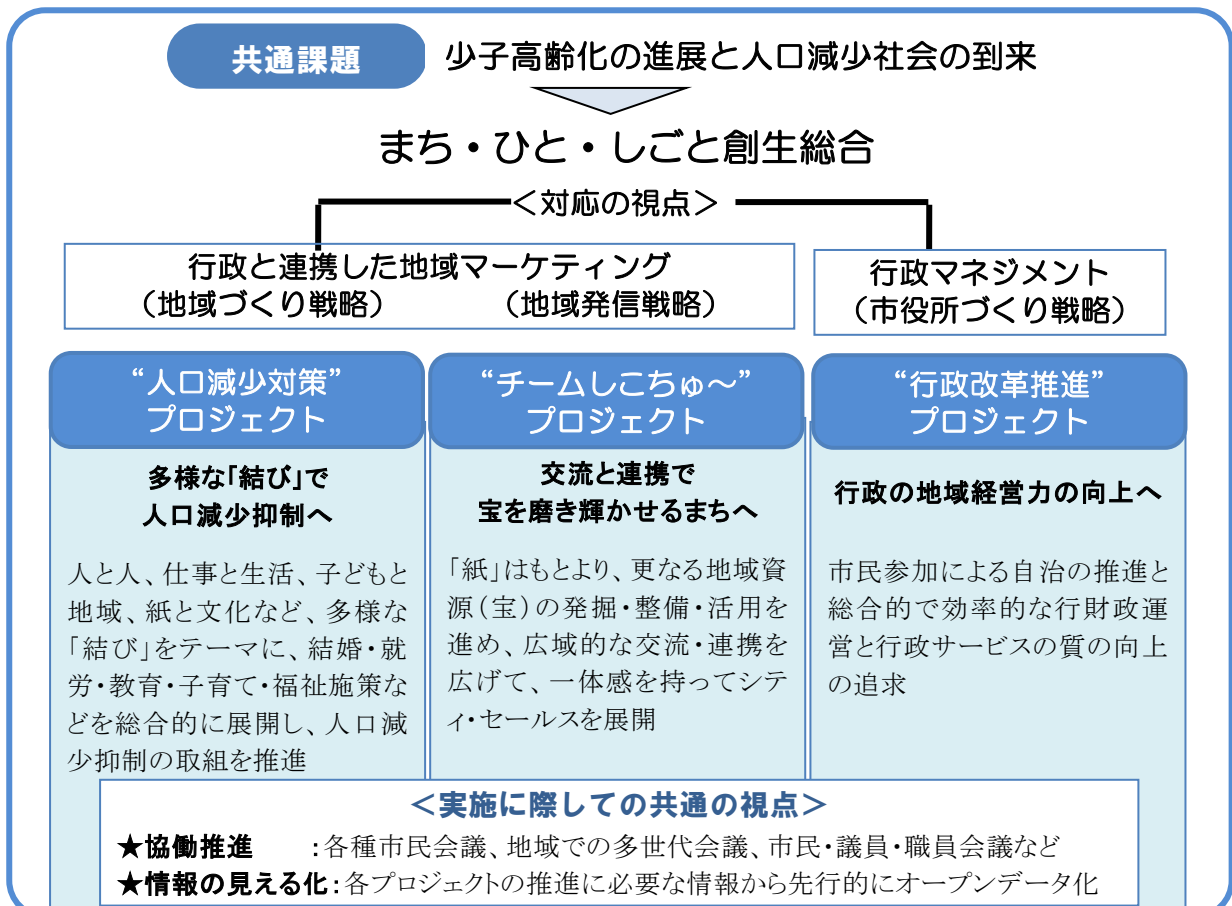 共通課題 少子高齢化の進展と人口減少社会の到来
まち・ひと・しごと創生総合
＜対応の視点＞
行政と連携した地域マーケティング
（地域づくり戦略） （地域発信戦略）
行政マネジメント
（市役所づくり戦略）
“人口減少対策”
プロジェクト
多様な「結び」で
人口減少抑制へ
人と人、仕事と生活、子どもと
地域、紙と文化など、多様な
「結び」をテーマに、結婚・就
労・教育・子育て・福祉施策な
どを総合的に展開し、人口減
少抑制の取組を推進
“チームしこちゅ～”
プロジェクト
交流と連携で
宝を磨き輝かせるまちへ
「紙」はもとより、更なる地域資
源（宝）の発掘・整備・活用を
進め、広域的な交流・連携を
広げて、一体感を持ってシテ
ィ・セールスを展開
“行政改革推進”
プロジェクト
行政の地域経営力の向上へ
市民参加による自治の推進と
総合的で効率的な行財政運
営と行政サービスの質の向上
の追求
＜実施に際しての共通の視点＞
★協働推進 ：各種市民会議、地域での多世代会議、市民・議員・職員会議など
★情報の見える化：各プロジェクトの推進に必要な情報から先行的にオープンデータ化